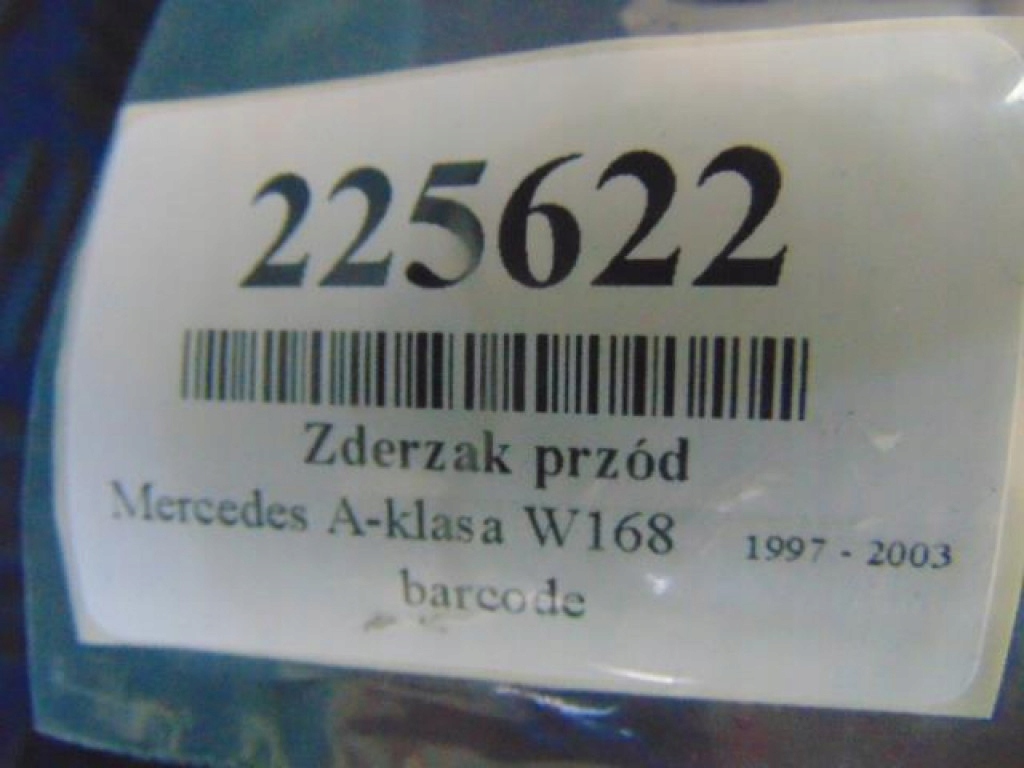 225622
Zderzak przód
Mercedes A-klasa W168 1997 - 2003
barcode